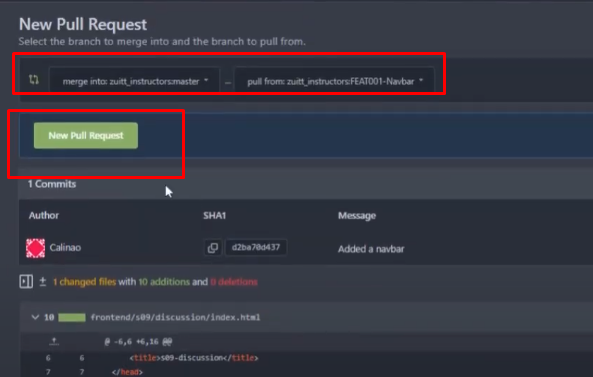 New Pull Request
Select the branch to merge into and the branch to pull from.
merge into: zuitt_instructors:master ... pull from: zuitt_instructors:FEAT001-Navbar
New Pull Request
1 Commits
Author SHA1 Message
Calinao d2ba70d437 Added a navbar
1 changed files with 10 additions and 0 deletions
10 frontend/s09/discussion/index.html
@ -6,6 +6,16 @@
6 6 <title>s09-discussion</title>
7 7 </head>